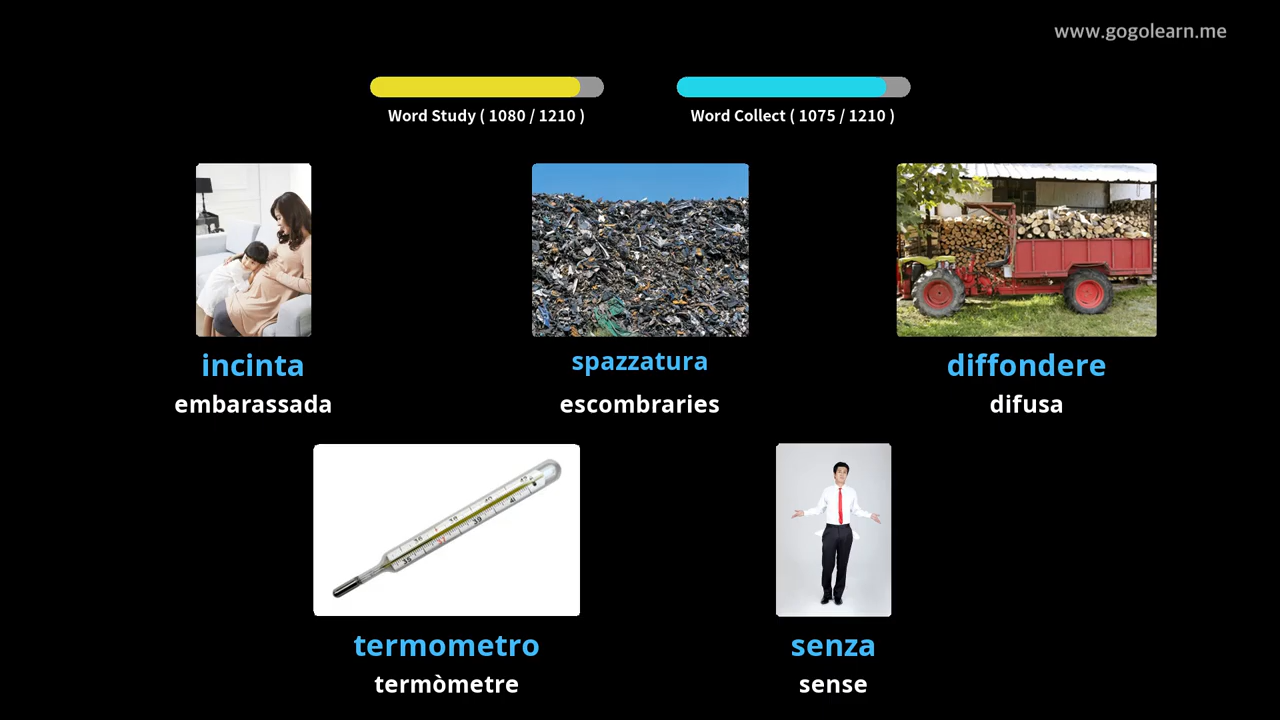 www.gogolearn.me
Word Study ( 1080 / 1210 )
Word Collect ( 1075 / 1210 )
incinta
embarassada
spazzatura
escombraries
diffondere
difusa
termometro
termòmetre
senza
sense